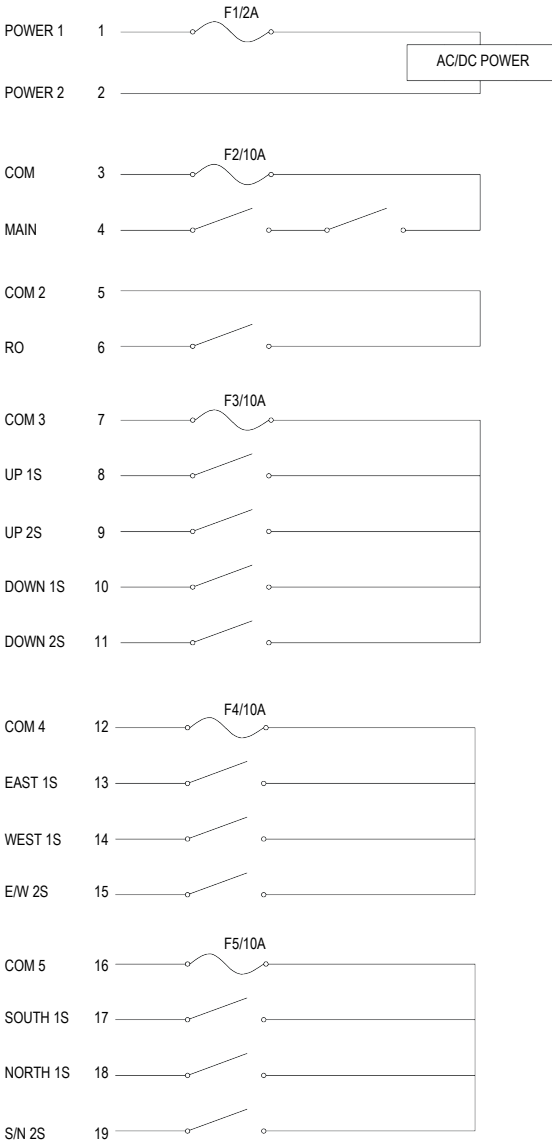 F1/2A
POWER 1 1
AC/DC POWER
POWER 2 2
F2/10A
COM 3
MAIN 4
COM 2 5
RO 6
F3/10A
COM 3 7
UP 1S 8
UP 2S 9
DOWN 1S 10
DOWN 2S 11
F4/10A
COM 4 12
EAST 1S 13
WEST 1S 14
E/W 2S 15
F5/10A
COM 5 16
SOUTH 1S 17
NORTH 1S 18
S/N 2S 19